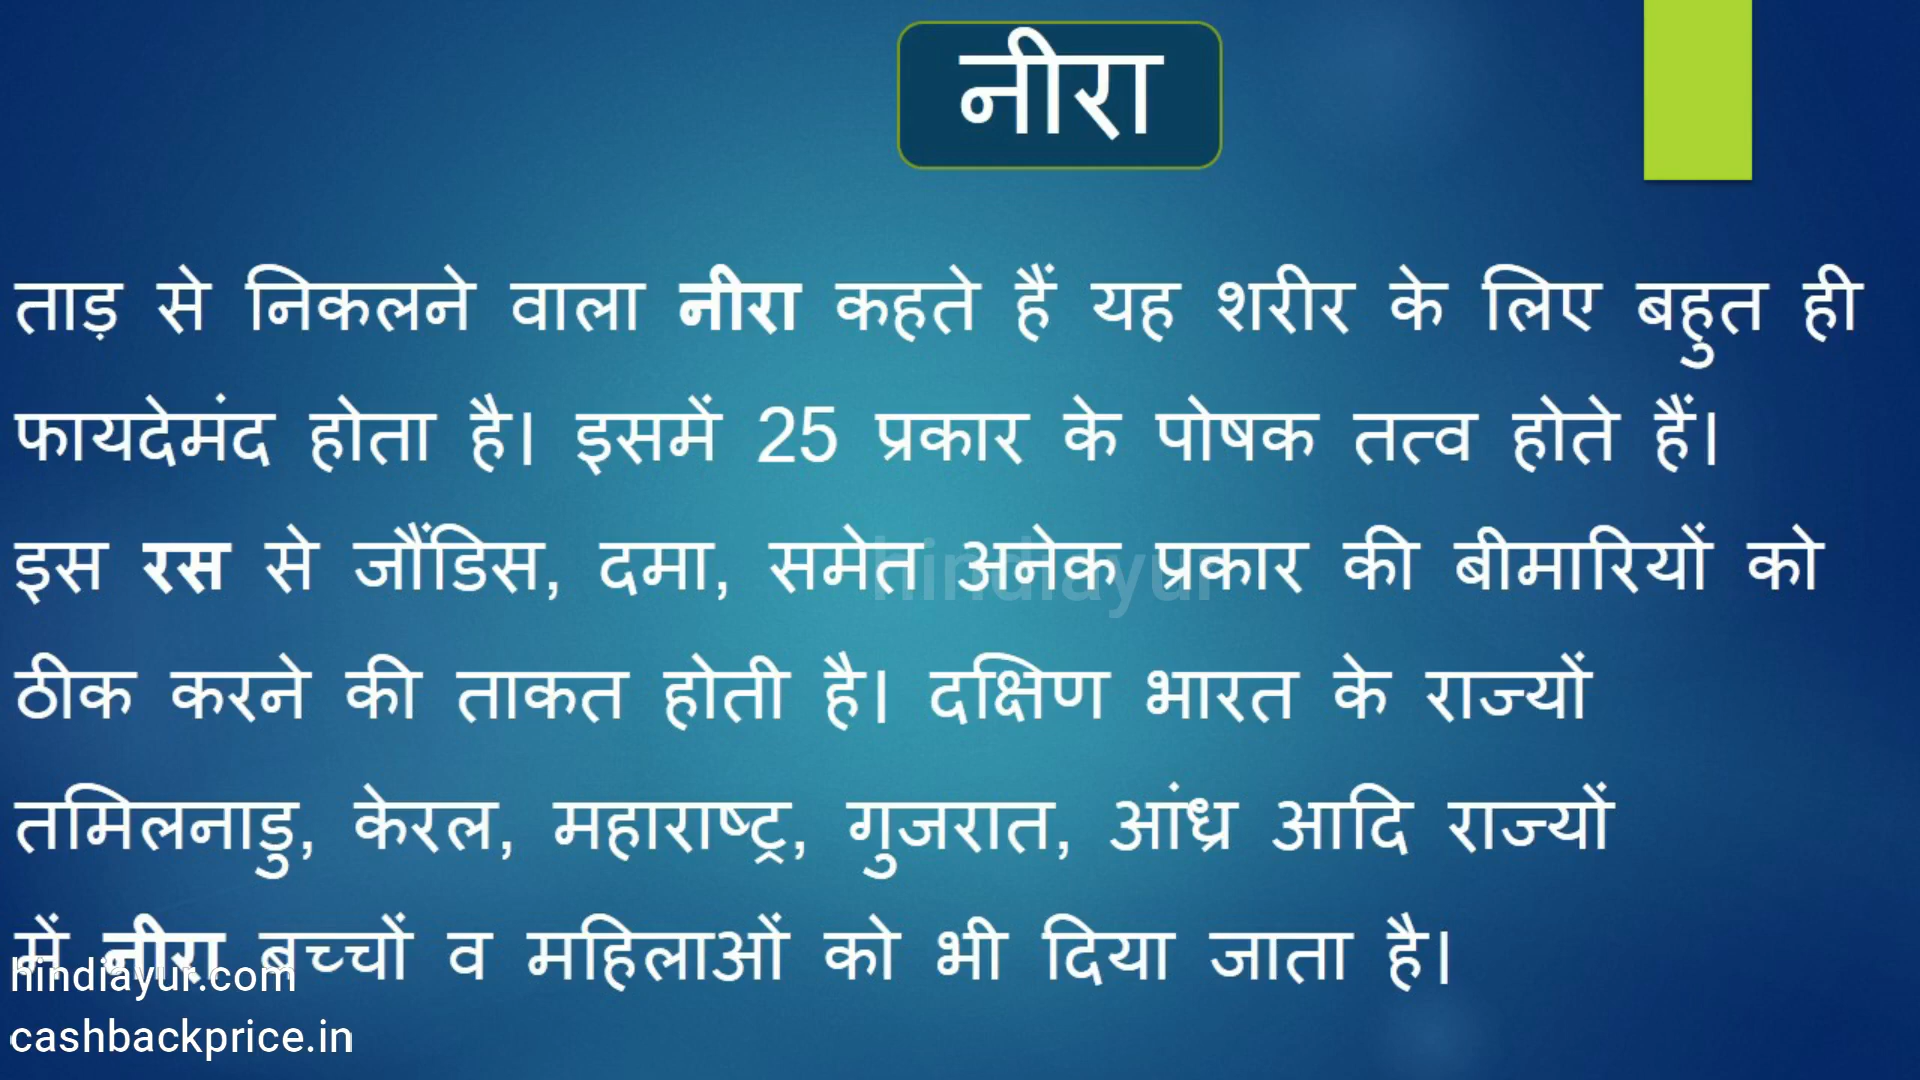 नीरा
ताड़ से निकलने वाला नीरा कहते हैं यह शरीर के लिए बहुत ही
फायदेमंद होता है। इसमें 25 प्रकार के पोषक तत्व होते हैं।
इस रस से जौंडिस, दमा, समेत अनेक प्रकार की बीमारियों को
hindiayur
ठीक करने की ताकत होती है। दक्षिण भारत के राज्यों
तमिलनाडु, केरल, महाराष्ट्र, गुजरात, आंध्र आदि राज्यों
में नीरा बच्चों व महिलाओं को भी दिया जाता है।
hindiayur.com
cashbackprice.in